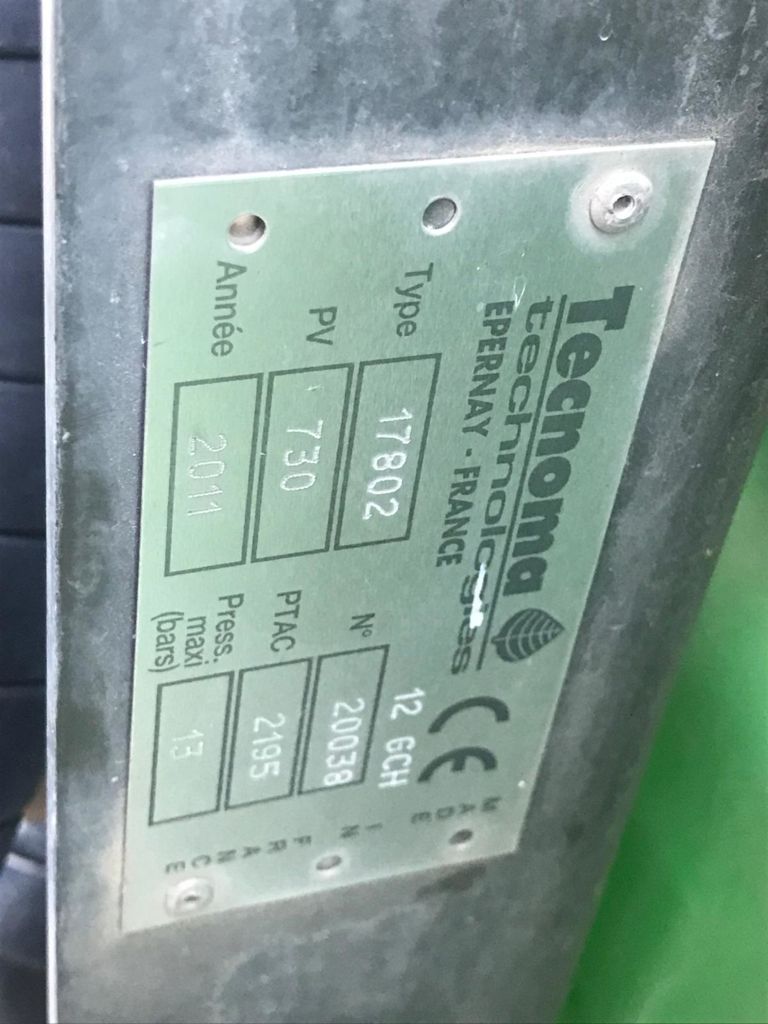 Tecnoma
technologies
EPERNAY - FRANCE
CE
12 GCH
Type 17802 N° 20038
PV 730 PTAC 2195
Année 2011 Press. maxi (bars) 13
MADE IN FRANCE